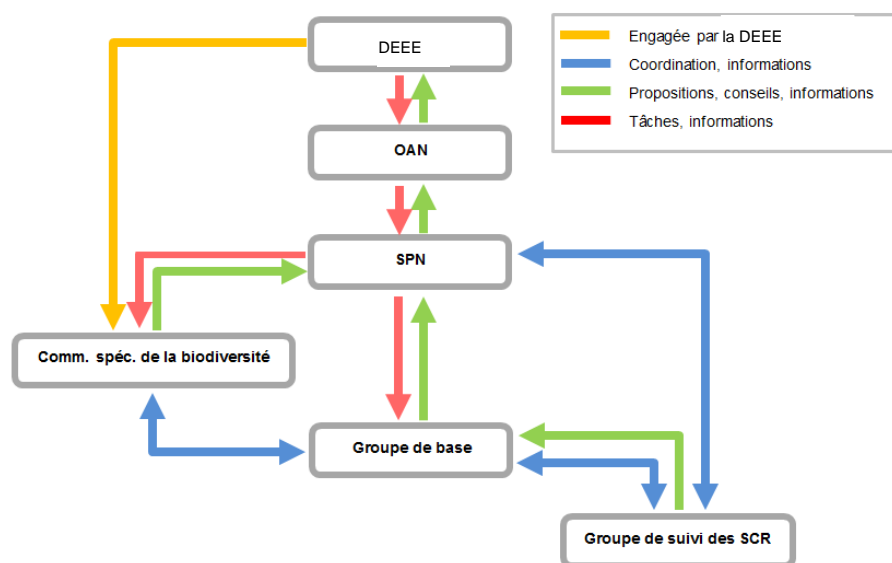 DEEE
Engagée par la DEEE
Coordination, informations
Propositions, conseils, informations
Tâches, informations
OAN
SPN
Comm. spéc. de la biodiversité
Groupe de base
Groupe de suivi des SCR